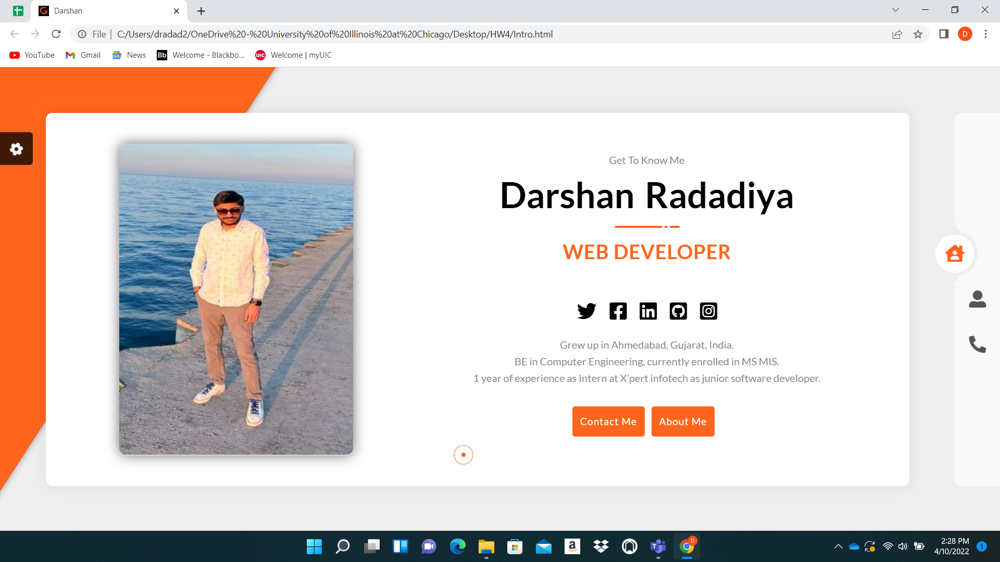 Darshan
File
C:/Users/dradad2/OneDrive%20-%20University%20of%20Illinois%20at%20Chicago/Desktop/HW4/Intro.html
D
YouTube
Gmail
News
Bb Welcome - Blackbo...
UIC Welcome | myUIC
Get To Know Me
Darshan Radadiya
WEB DEVELOPER
Grew up in Ahmedabad, Gujarat, India.
BE in Computer Engineering, currently enrolled in MS MIS.
1 year of experience as Intern at X’pert infotech as junior software developer.
Contact Me
About Me
D
2:28 PM
4/10/2022
1